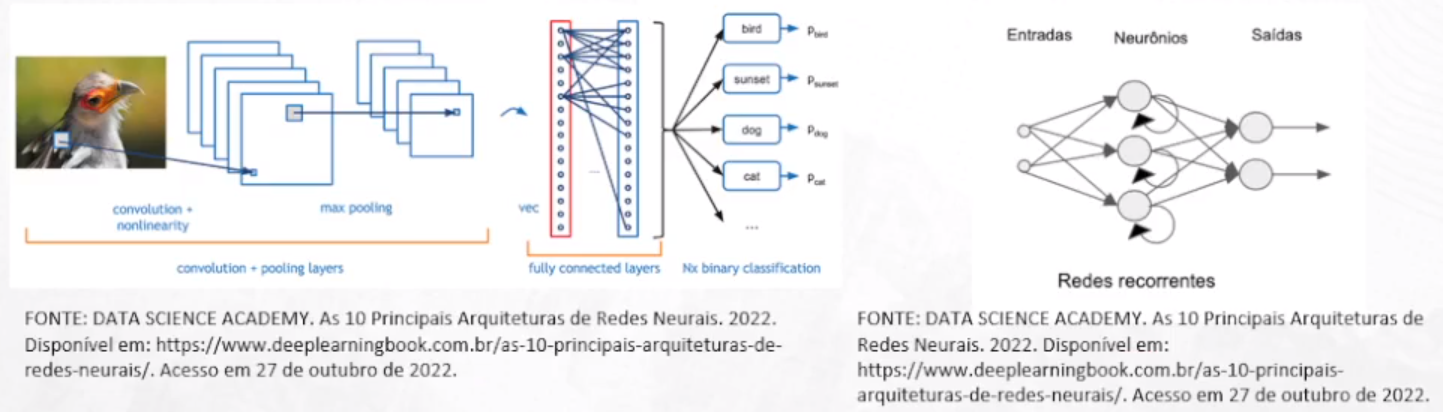 bird
P bird
sunset
P sunset
dog
P dog
cat
P cat
...
...
convolution +
nonlinearity
max pooling
vec
convolution + pooling layers
fully connected layers
Nx binary classification
FONTE: DATA SCIENCE ACADEMY. As 10 Principais Arquiteturas de Redes Neurais. 2022.
Disponível em: https://www.deeplearningbook.com.br/as-10-principais-arquiteturas-de-
redes-neurais/. Acesso em 27 de outubro de 2022.
Entradas
Neurônios
Saídas
Redes recorrentes
FONTE: DATA SCIENCE ACADEMY. As 10 Principais Arquiteturas de
Redes Neurais. 2022. Disponível em:
https://www.deeplearningbook.com.br/as-10-principais-
arquiteturas-de-redes-neurais/. Acesso em 27 de outubro de 2022.